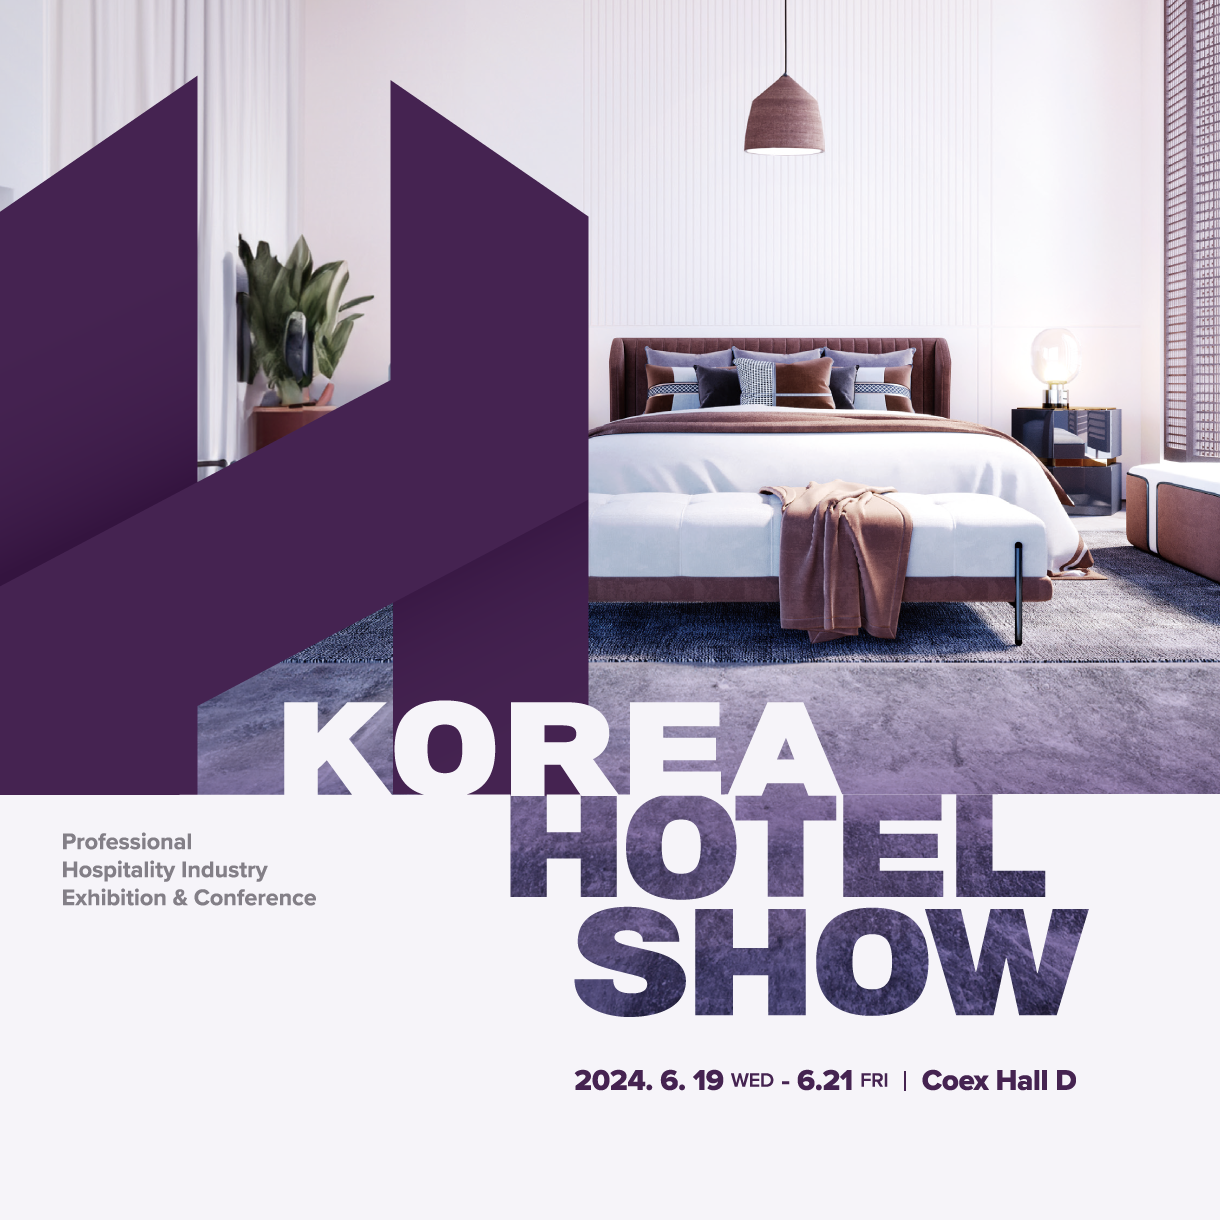 KOREA
HOTEL
SHOW
Professional
Hospitality Industry
Exhibition & Conference
2024. 6. 19 WED - 6.21 FRI | Coex Hall D